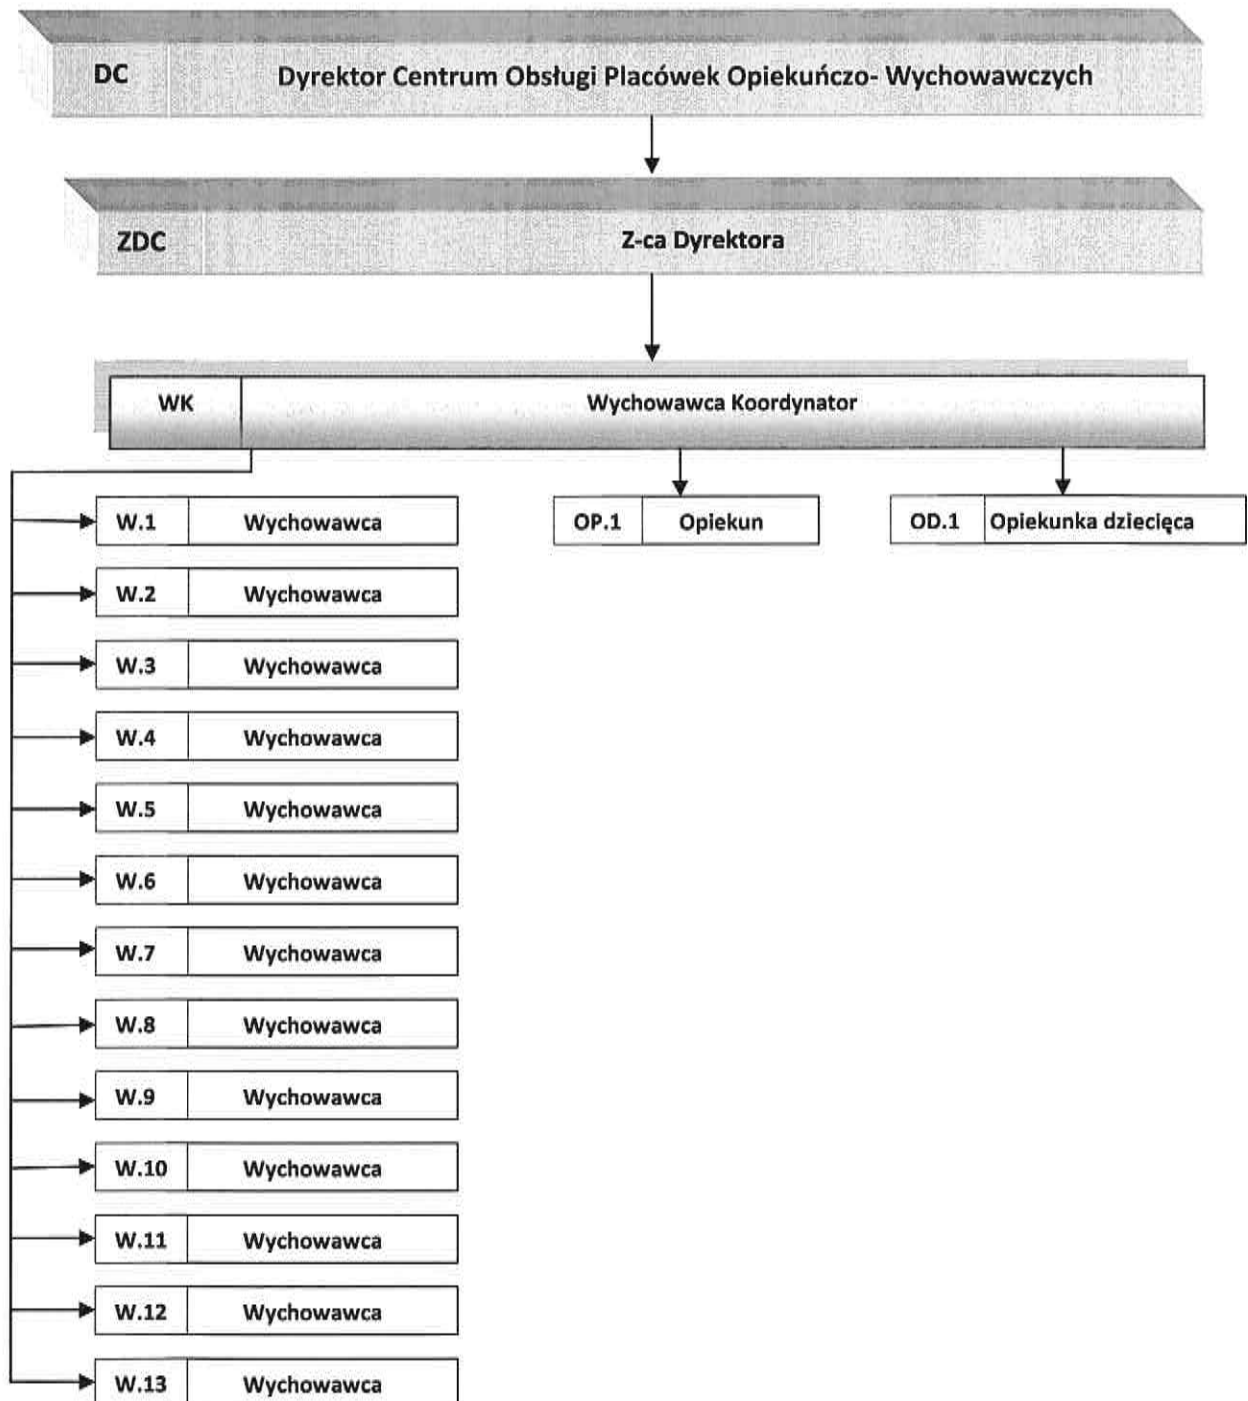 DC Dyrektor Centrum Obsługi Placówek Opiekuńczo- Wychowawczych
ZDC Z-ca Dyrektora
WK Wychowawca Koordynator
W.1 Wychowawca OP.1 Opiekun OD.1 Opiekunka dziecięca
W.2 Wychowawca
W.3 Wychowawca
W.4 Wychowawca
W.5 Wychowawca
W.6 Wychowawca
W.7 Wychowawca
W.8 Wychowawca
W.9 Wychowawca
W.10 Wychowawca
W.11 Wychowawca
W.12 Wychowawca
W.13 Wychowawca